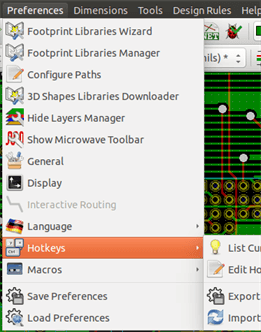 Preferences Dimensions Tools Design Rules Help
Footprint Libraries Wizard
Footprint Libraries Manager
Configure Paths
3D Shapes Libraries Downloader
Hide Layers Manager
Show Microwave Toolbar
General
Display
Interactive Routing
Language
Hotkeys
List Cu
Edit Ho
Macros
Save Preferences
Export
Load Preferences
Import